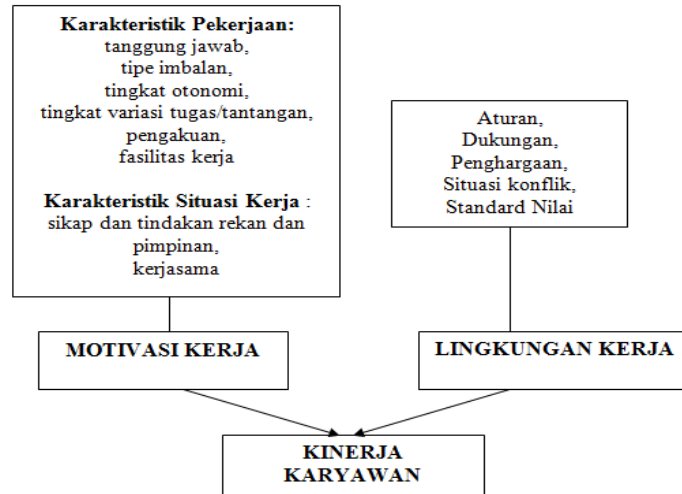 Karakteristik Pekerjaan:
tanggung jawab,
tipe imbalan,
tingkat otonomi,
tingkat variasi tugas/tantangan,
pengakuan,
fasilitas kerja
Karakteristik Situasi Kerja :
sikap dan tindakan rekan dan
pimpinan,
kerjasama
Aturan,
Dukungan,
Penghargaan,
Situasi konflik,
Standard Nilai
MOTIVASI KERJA
LINGKUNGAN KERJA
KINERJA
KARYAWAN